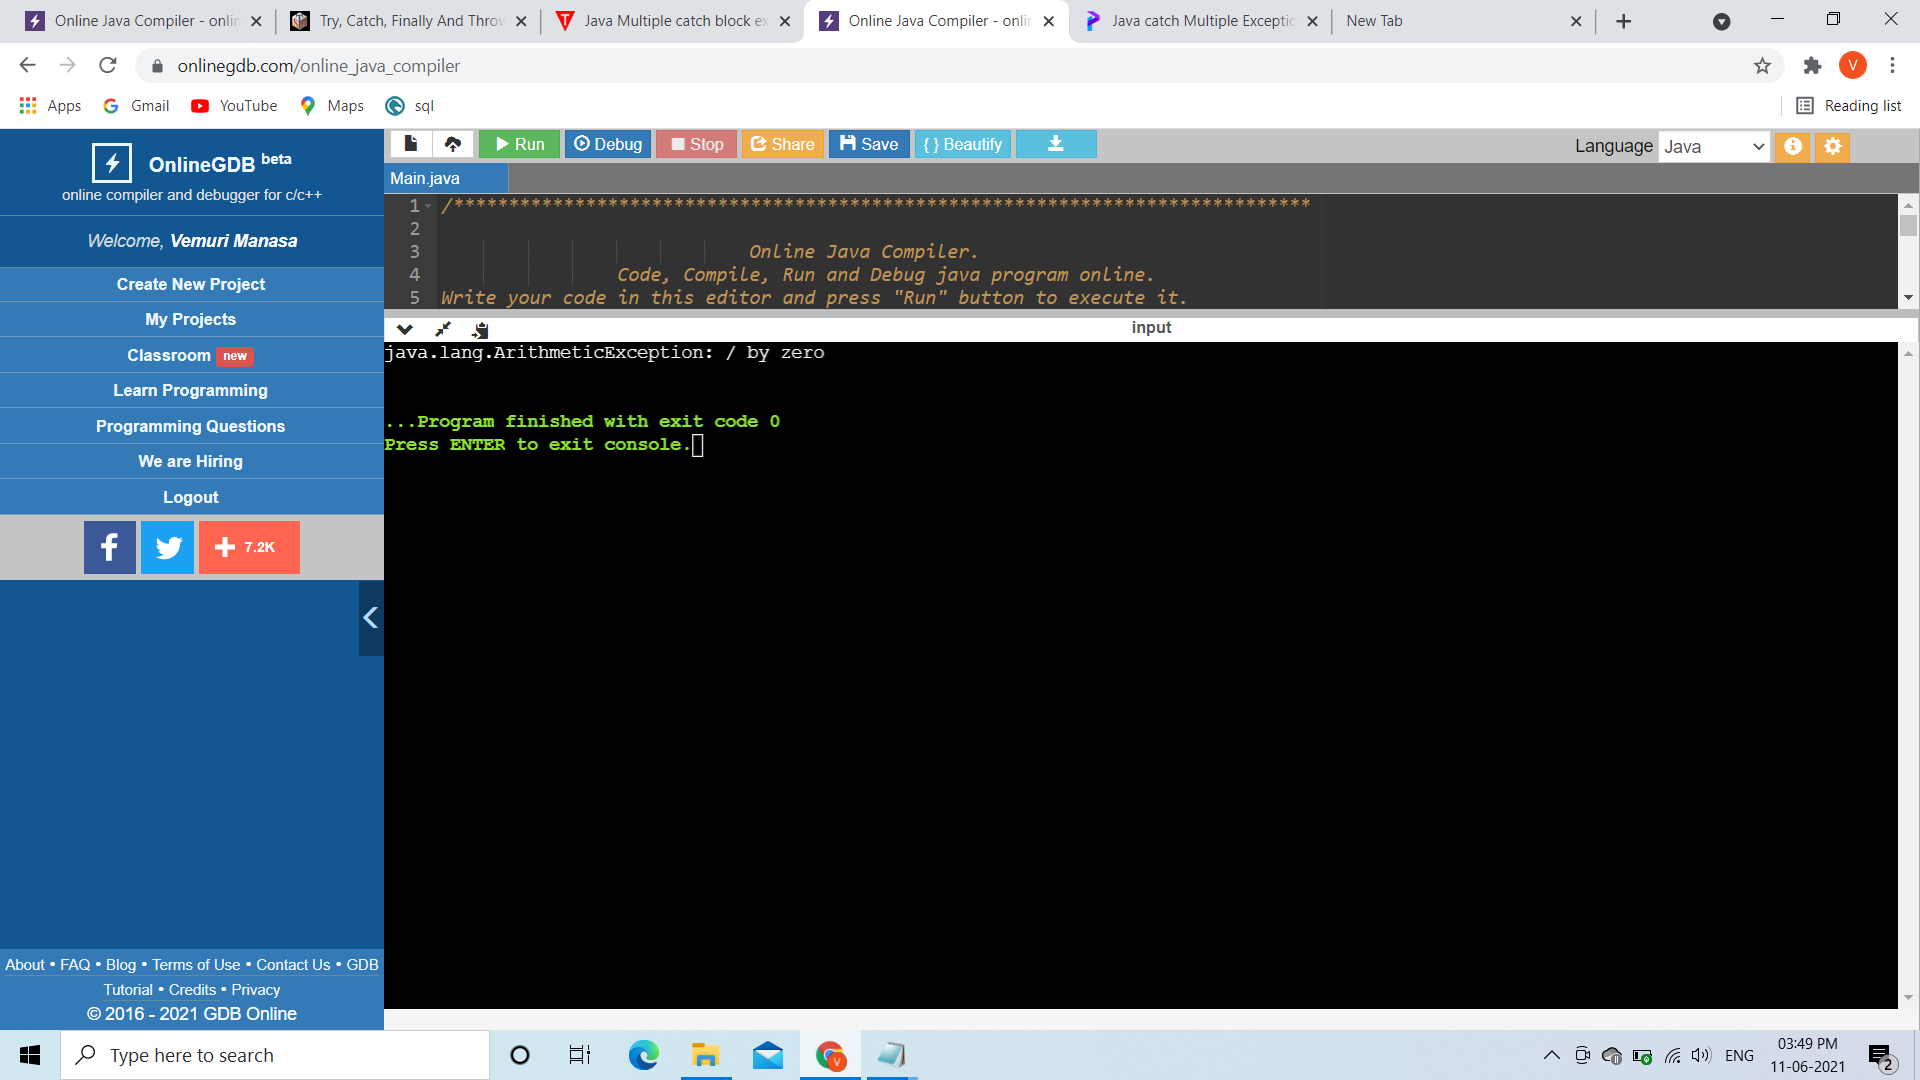 Online Java Compiler - onlin
Try, Catch, Finally And Throw
Java Multiple catch block ex
Online Java Compiler - onlin
Java catch Multiple Exceptio
New Tab
onlinegdb.com/online_java_compiler
V
Apps
Gmail
YouTube
Maps
sql
Reading list
OnlineGDB beta
online compiler and debugger for c/c++
Welcome, Vemuri Manasa
Create New Project
My Projects
Classroom new
Learn Programming
Programming Questions
We are Hiring
Logout
7.2K
About • FAQ • Blog • Terms of Use • Contact Us • GDB
Tutorial • Credits • Privacy
© 2016 - 2021 GDB Online
Run
Debug
Stop
Share
Save
{ } Beautify
Language Java
Main.java
1 /******************************************************************************
2
3 Online Java Compiler.
4 Code, Compile, Run and Debug java program online.
5 Write your code in this editor and press "Run" button to execute it.
input
java.lang.ArithmeticException: / by zero
...Program finished with exit code 0
Press ENTER to exit console.
Type here to search
V
ENG
03:49 PM
11-06-2021
2